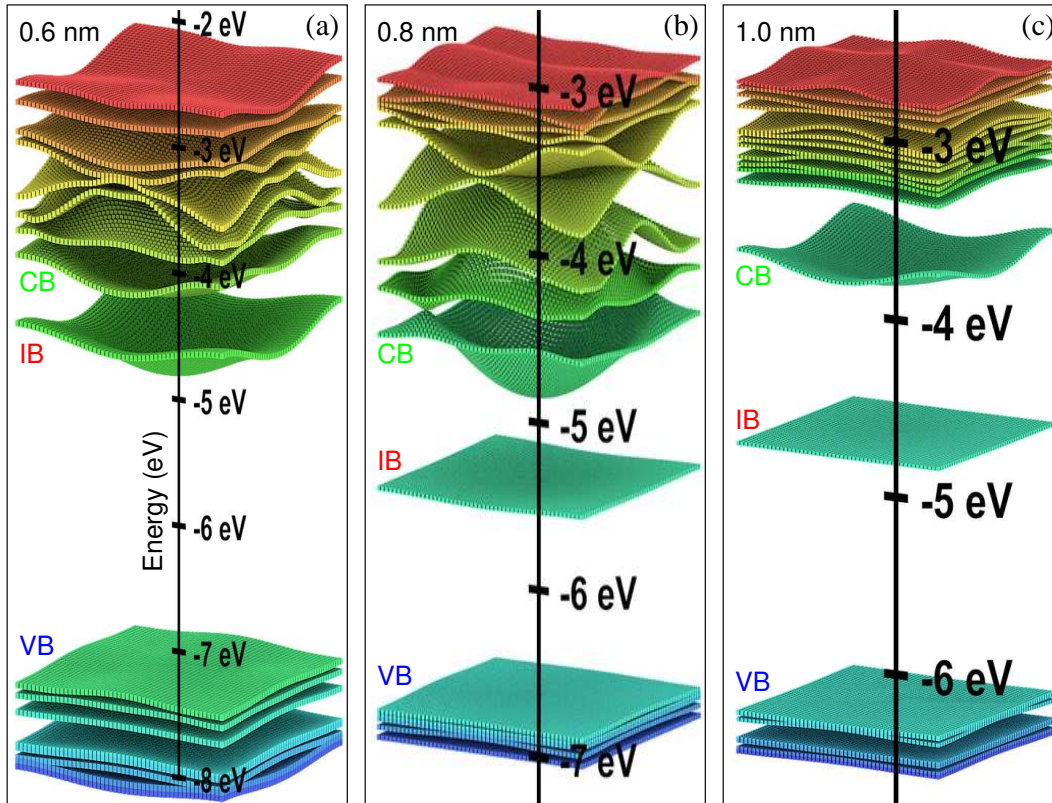 0.6 nm
(a)
-2 eV
-3 eV
-4 eV
CB
IB
-5 eV
Energy (eV)
-6 eV
VB
-7 eV
-8 eV
0.8 nm
(b)
-3 eV
-4 eV
CB
-5 eV
IB
-6 eV
VB
-7 eV
1.0 nm
(c)
-3 eV
CB
-4 eV
IB
-5 eV
VB
-6 eV